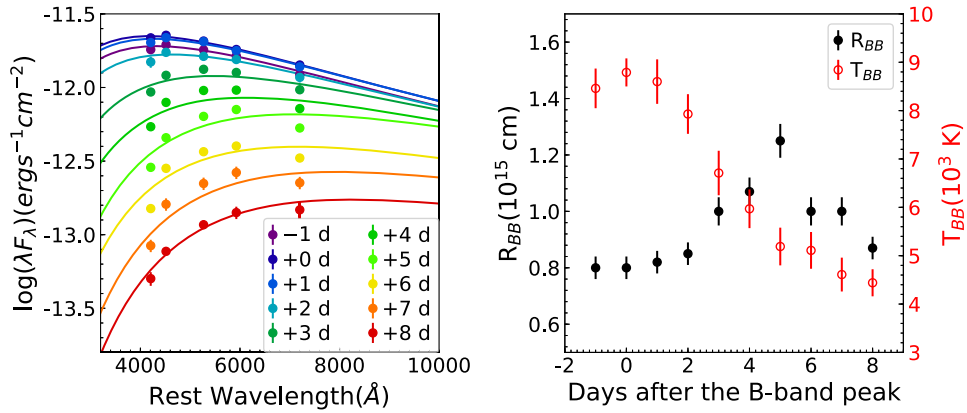 log(λF_λ)(ergs⁻¹cm⁻²)
-11.5
-12.0
-12.5
-13.0
-13.5
4000 6000 8000 10000
Rest Wavelength(Å)
−1 d
+0 d
+1 d
+2 d
+3 d
+4 d
+5 d
+6 d
+7 d
+8 d
R_BB(10¹⁵ cm)
1.6
1.4
1.2
1.0
0.8
0.6
-2 0 2 4 6 8
Days after the B-band peak
R_BB
T_BB
10
9
8
7
6
5
4
3
T_BB(10³ K)